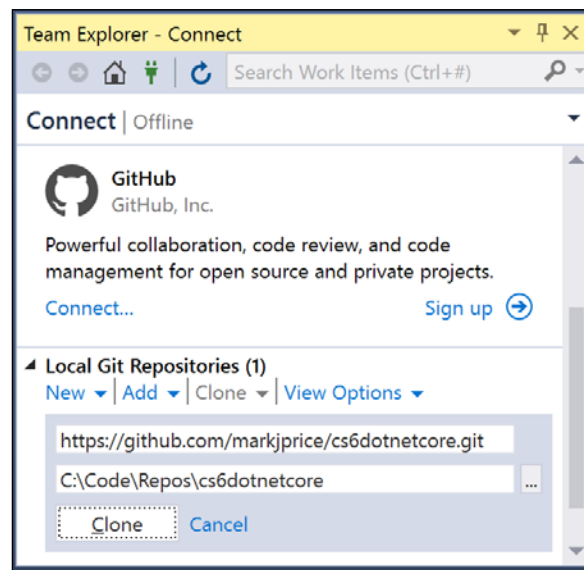 Team Explorer - Connect
Search Work Items (Ctrl+#)
Connect | Offline
GitHub
GitHub, Inc.
Powerful collaboration, code review, and code
management for open source and private projects.
Connect... Sign up
Local Git Repositories (1)
New | Add | Clone | View Options
https://github.com/markjprice/cs6dotnetcore.git
C:\Code\Repos\cs6dotnetcore
...
Clone Cancel